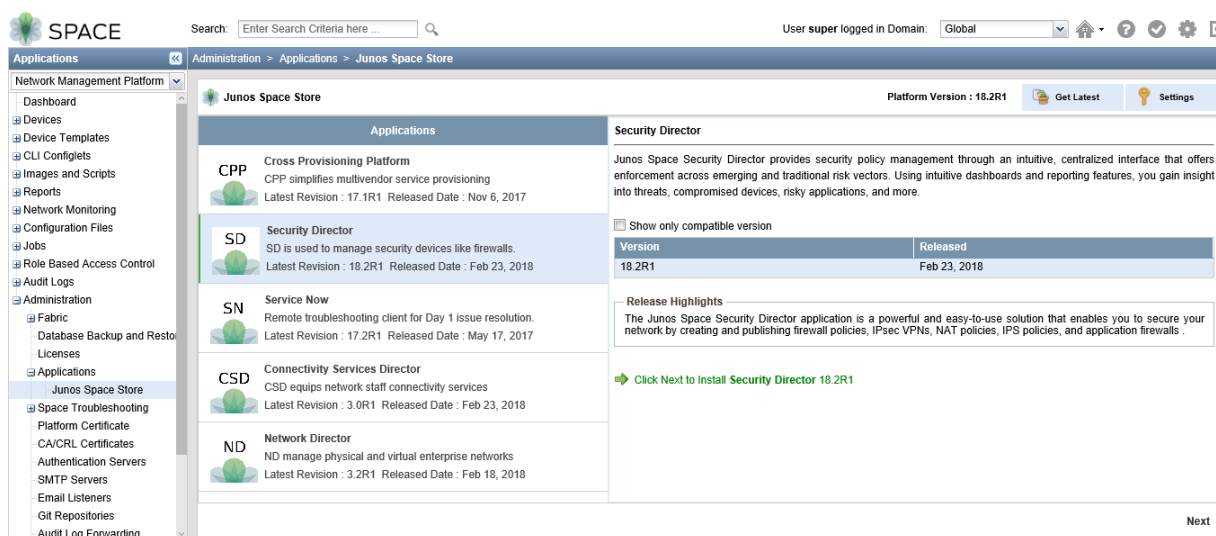 SPACE
Search: Enter Search Criteria here ...
User super logged in Domain: Global
Applications
Administration > Applications > Junos Space Store
Network Management Platform
Dashboard
Devices
Device Templates
CLI Configlets
Images and Scripts
Reports
Network Monitoring
Configuration Files
Jobs
Role Based Access Control
Audit Logs
Administration
Fabric
Database Backup and Resto
Licenses
Applications
Junos Space Store
Space Troubleshooting
Platform Certificate
CA/CRL Certificates
Authentication Servers
SMTP Servers
Email Listeners
Git Repositories
Audit Log Forwarding
Junos Space Store
Platform Version : 18.2R1
Get Latest
Settings
Applications
CPP
Cross Provisioning Platform
CPP simplifies multivendor service provisioning
Latest Revision : 17.1R1 Released Date : Nov 6, 2017
SD
Security Director
SD is used to manage security devices like firewalls.
Latest Revision : 18.2R1 Released Date : Feb 23, 2018
SN
Service Now
Remote troubleshooting client for Day 1 issue resolution.
Latest Revision : 17.2R1 Released Date : May 17, 2017
CSD
Connectivity Services Director
CSD equips network staff connectivity services
Latest Revision : 3.0R1 Released Date : Feb 23, 2018
ND
Network Director
ND manage physical and virtual enterprise networks
Latest Revision : 3.2R1 Released Date : Feb 18, 2018
Security Director
Junos Space Security Director provides security policy management through an intuitive, centralized interface that offers
enforcement across emerging and traditional risk vectors. Using intuitive dashboards and reporting features, you gain insight
into threats, compromised devices, risky applications, and more.
Show only compatible version
Version Released
18.2R1 Feb 23, 2018
Release Highlights
The Junos Space Security Director application is a powerful and easy-to-use solution that enables you to secure your
network by creating and publishing firewall policies, IPsec VPNs, NAT policies, IPS policies, and application firewalls .
Click Next to Install Security Director 18.2R1
Next